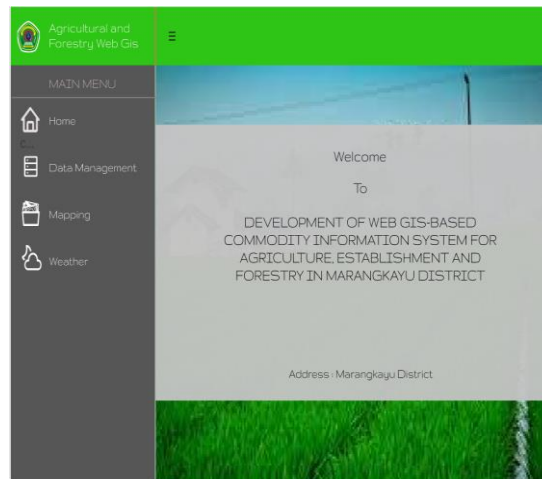 Agricultural and
Forestry Web Gis
MAIN MENU
Home
C...
Data Management
Mapping
Weather
Welcome
To
DEVELOPMENT OF WEB GIS-BASED
COMMODITY INFORMATION SYSTEM FOR
AGRICULTURE, ESTABLISHMENT AND
FORESTRY IN MARANGKAYU DISTRICT
Address : Marangkayu District